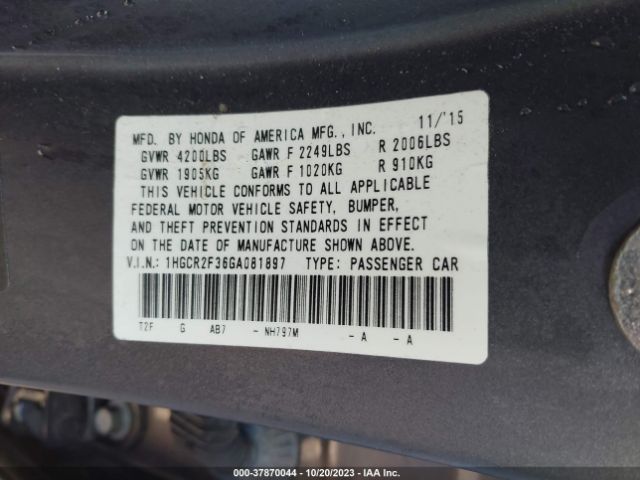 MFD. BY HONDA OF AMERICA MFG., INC. 11/'15
GVWR 4200LBS GAWR F 2249LBS R 2006LBS
GVWR 1905KG GAWR F 1020KG R 910KG
THIS VEHICLE CONFORMS TO ALL APPLICABLE
FEDERAL MOTOR VEHICLE SAFETY, BUMPER,
AND THEFT PREVENTION STANDARDS IN EFFECT
ON THE DATE OF MANUFACTURE SHOWN ABOVE.
V.I.N.: 1HGCR2F36GA081897 TYPE: PASSENGER CAR
T2F G AB7 - NH797M - A - A
000-37870044 | 10/20/2023 | IAA Inc.